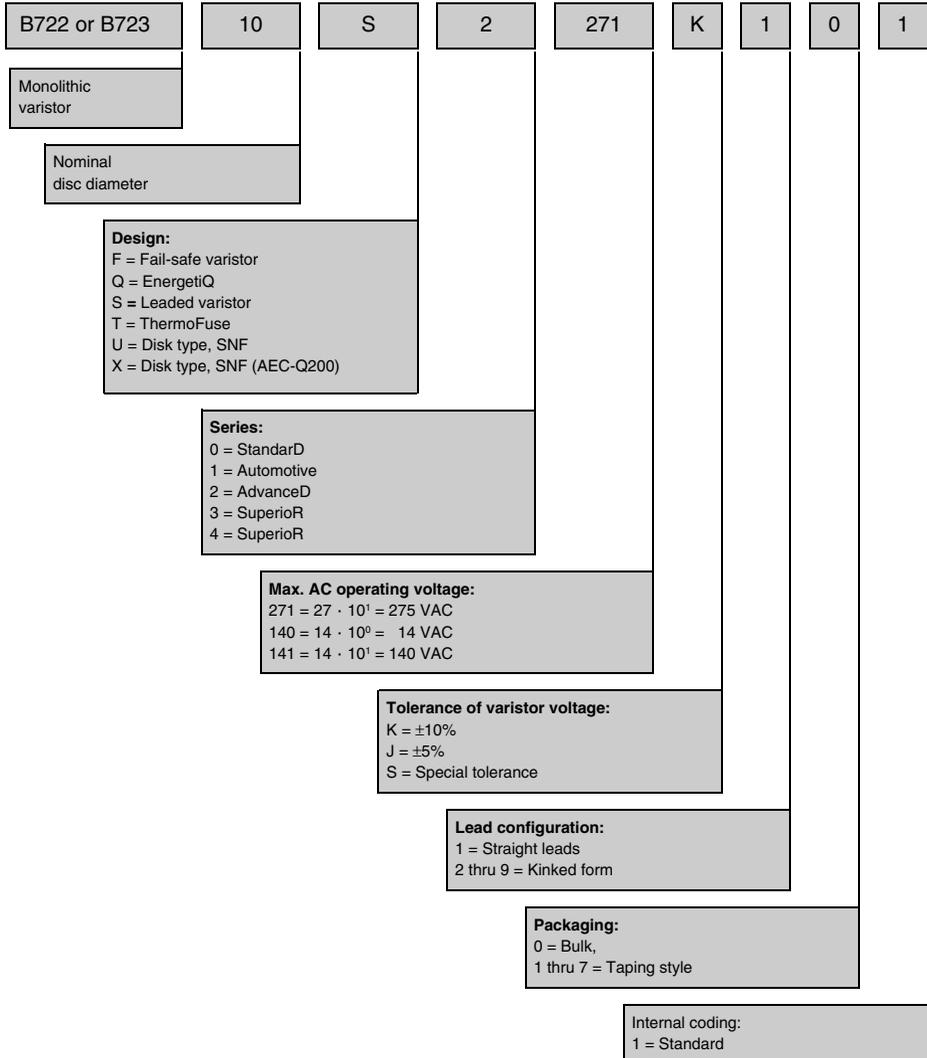 B722 or B723 10 S 2 271 K 1 0 1
Monolithic
varistor
Nominal
disc diameter
Design:
F = Fail-safe varistor
Q = EnergetiQ
S = Leaded varistor
T = ThermoFuse
U = Disk type, SNF
X = Disk type, SNF (AEC-Q200)
Series:
0 = StandarD
1 = Automotive
2 = AdvanceD
3 = SuperioR
4 = SuperioR
Max. AC operating voltage:
271 = 27 · 10¹ = 275 VAC
140 = 14 · 10⁰ = 14 VAC
141 = 14 · 10¹ = 140 VAC
Tolerance of varistor voltage:
K = ±10%
J = ±5%
S = Special tolerance
Lead configuration:
1 = Straight leads
2 thru 9 = Kinked form
Packaging:
0 = Bulk,
1 thru 7 = Taping style
Internal coding:
1 = Standard